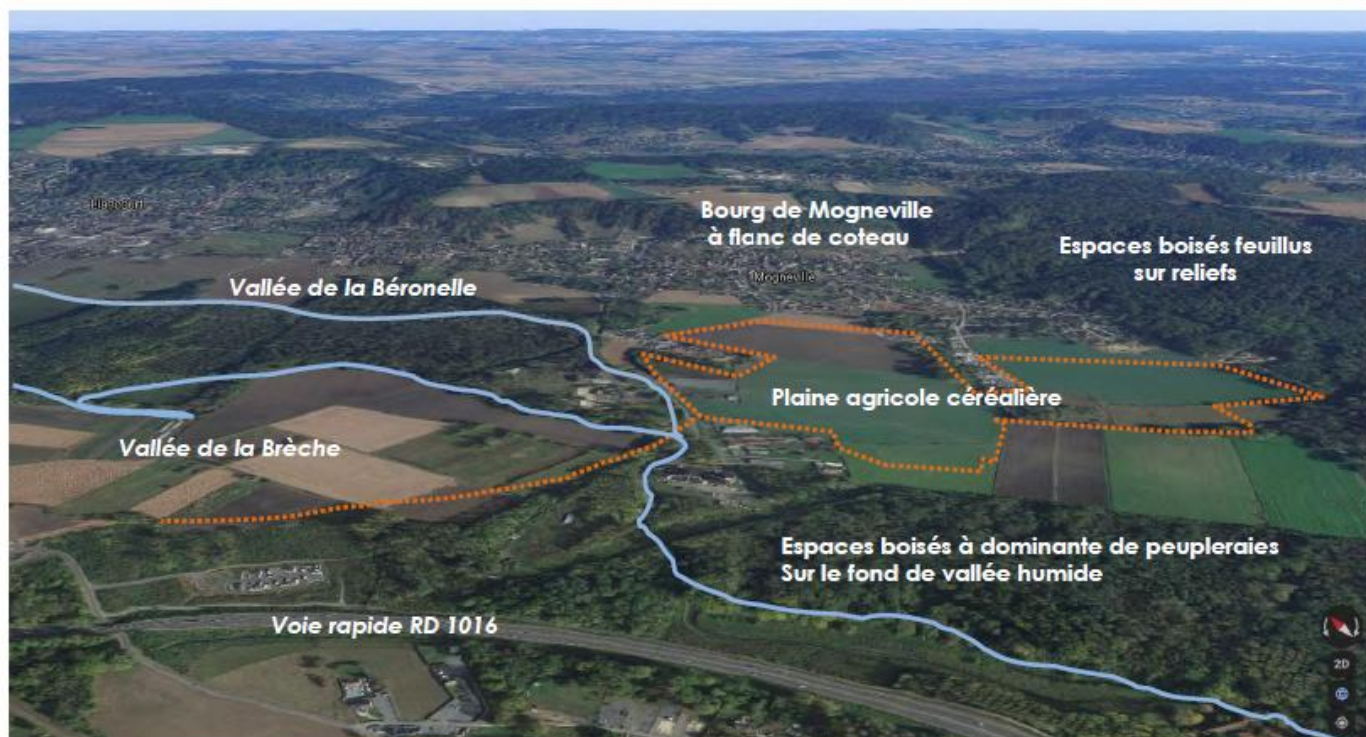 Liancourt
Bourg de Mogneville
à flanc de coteau
Espaces boisés feuillus
sur reliefs
Vallée de la Béronelle
Mogneville
Plaine agricole céréalière
Vallée de la Brèche
Espaces boisés à dominante de peupleraies
Sur le fond de vallée humide
Voie rapide RD 1016
2D